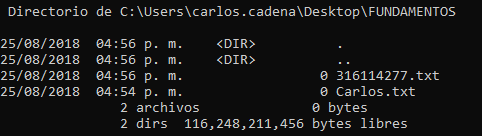 Directorio de C:\Users\carlos.cadena\Desktop\FUNDAMENTOS
25/08/2018 04:56 p. m. <DIR> .
25/08/2018 04:56 p. m. <DIR> ..
25/08/2018 04:56 p. m. 0 316114277.txt
25/08/2018 04:54 p. m. 0 Carlos.txt
2 archivos 0 bytes
2 dirs 116,248,211,456 bytes libres